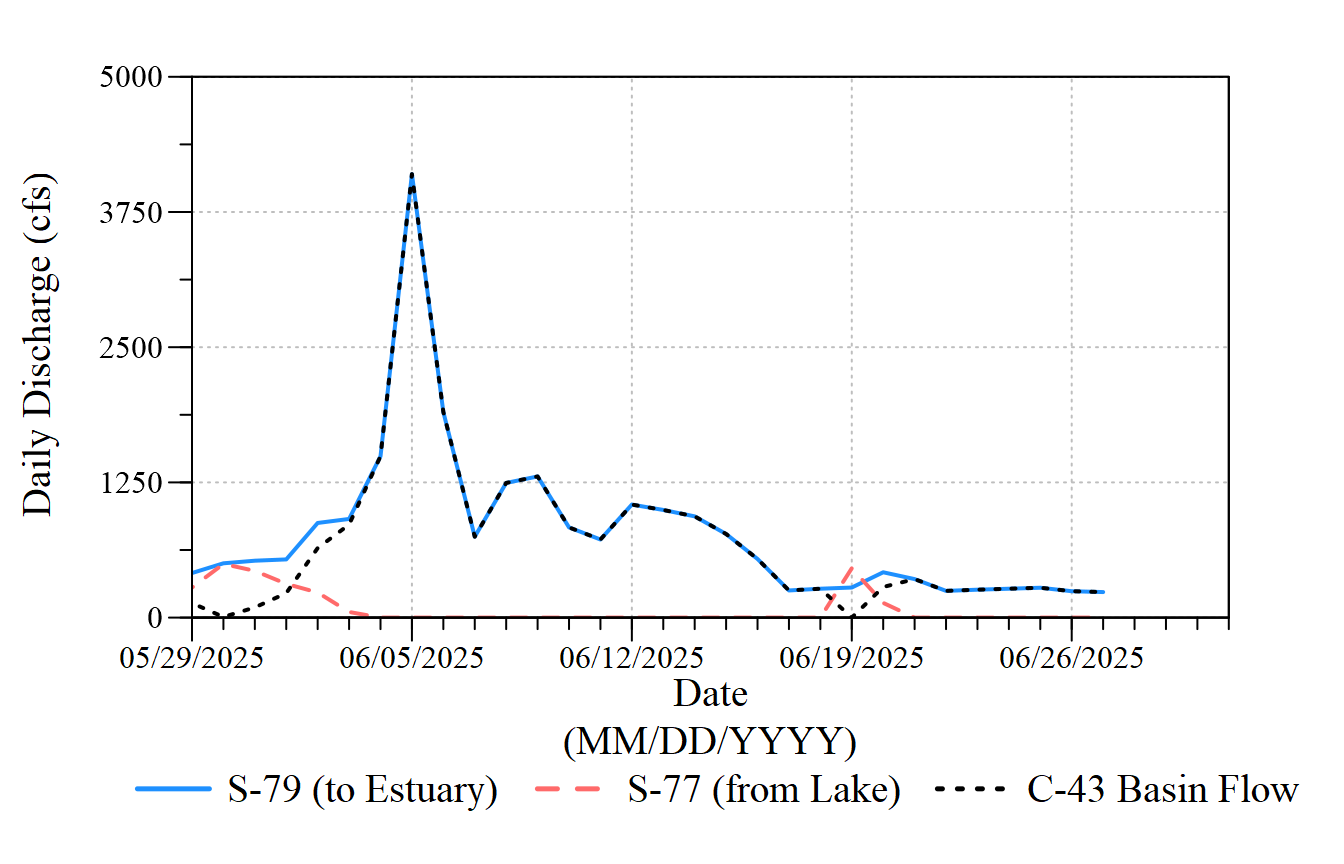 Daily Discharge (cfs)
5000
3750
2500
1250
0
05/29/2025 06/05/2025 06/12/2025 06/19/2025 06/26/2025
Date
(MM/DD/YYYY)
S-79 (to Estuary) S-77 (from Lake) C-43 Basin Flow